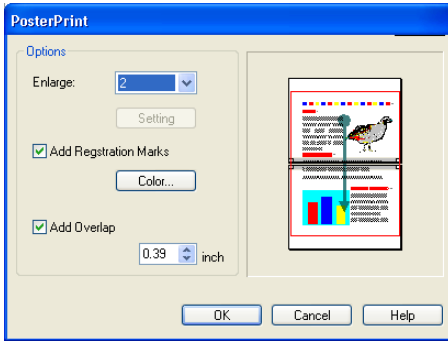 PosterPrint
Options
Enlarge:
2
Setting
Add Regstration Marks
Color...
Add Overlap
0.39
inch
OK
Cancel
Help